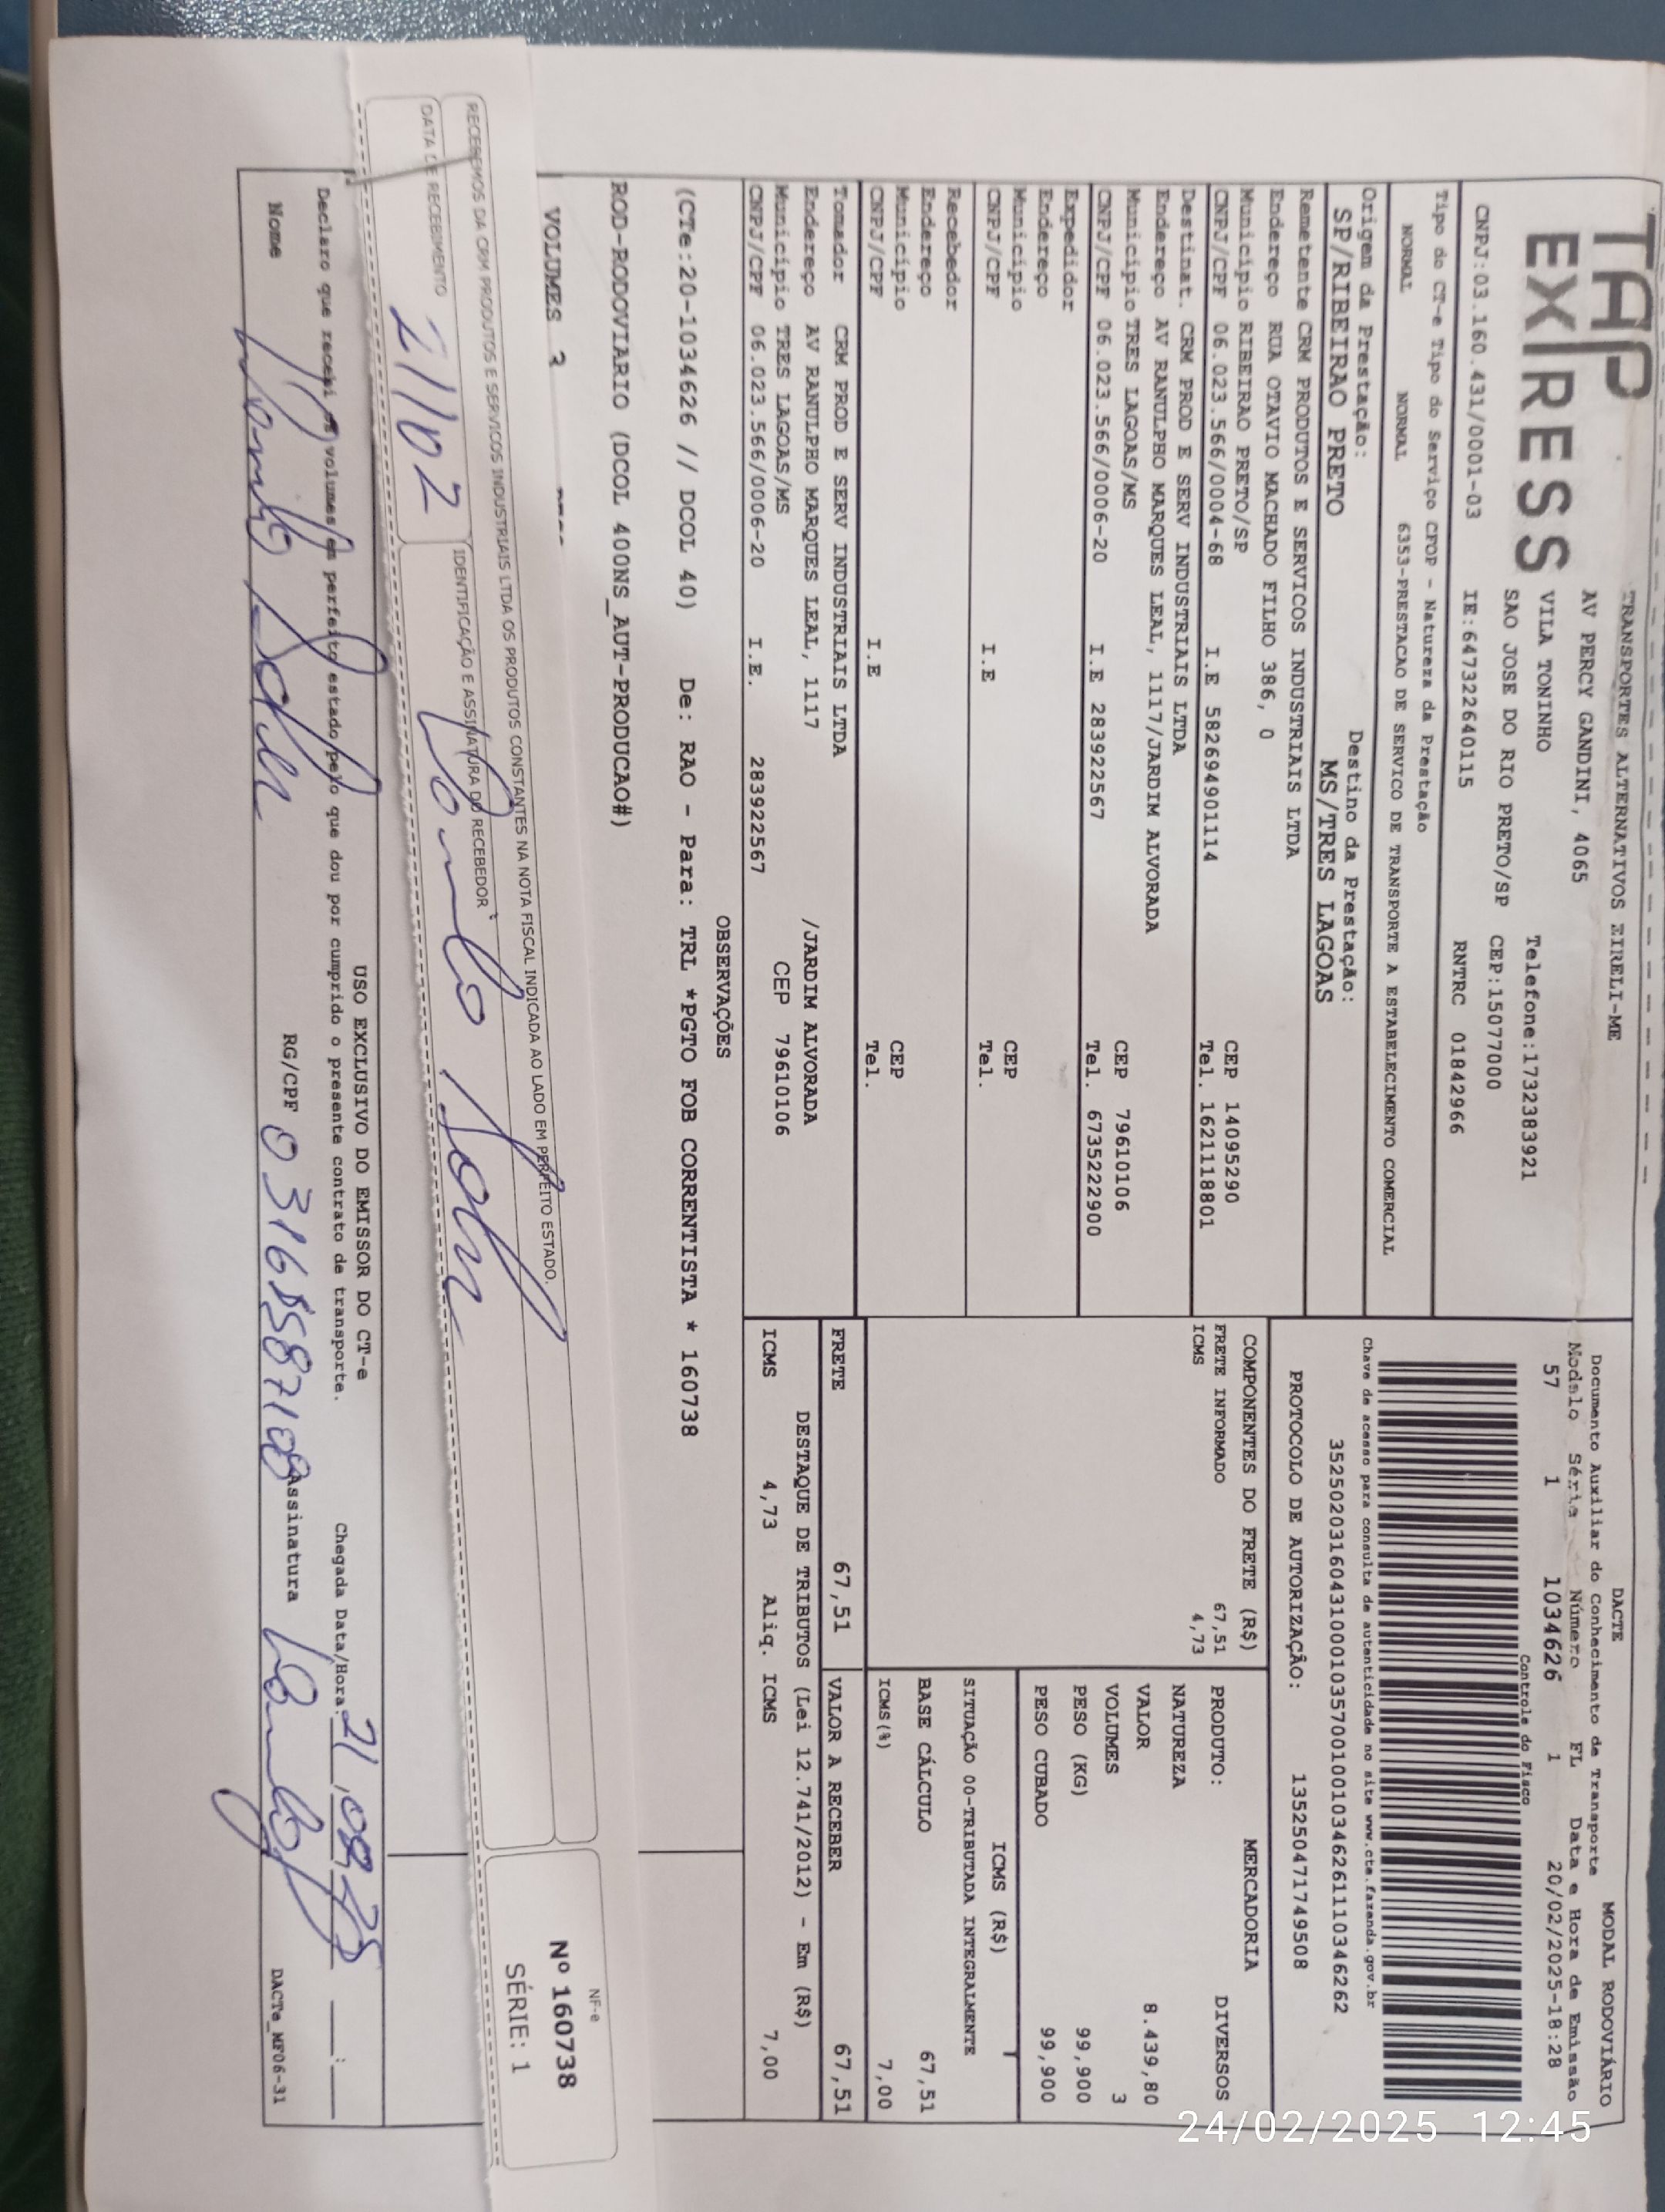 TAP
EXPRESS
TRANSPORTES ALTERNATIVOS EIRELI-ME
AV PERCY GANDINI, 4065
VILA TONINHO Telefone:1732383921
SAO JOSE DO RIO PRETO/SP CEP:15077000
CNPJ:03.160.431/0001-03 IE:647322640115 RNTRC 01842966
Tipo do CT-e Tipo do Serviço CFOP - Natureza da Prestação
NORMAL NORMAL 6353-PRESTACAO DE SERVICO DE TRANSPORTE A ESTABELECIMENTO COMERCIAL
Origem da Prestação: Destino da Prestação:
SP/RIBEIRAO PRETO MS/TRES LAGOAS
Remetente CRM PRODUTOS E SERVICOS INDUSTRIAIS LTDA
Endereço RUA OTAVIO MACHADO FILHO 386, 0
Município RIBEIRAO PRETO/SP CEP 14095290
CNPJ/CPF 06.023.566/0004-68 I.E 582694901114 Tel. 1621118801
Destinat. CRM PROD E SERV INDUSTRIAIS LTDA
Endereço AV RANULPHO MARQUES LEAL, 1117/JARDIM ALVORADA
Município TRES LAGOAS/MS CEP 79610106
CNPJ/CPF 06.023.566/0006-20 I.E 283922567 Tel. 6735222900
Expedidor
Endereço
Município CEP
CNPJ/CPF I.E Tel.
Recebedor
Endereço
Município CEP
CNPJ/CPF I.E Tel.
Tomador CRM PROD E SERV INDUSTRIAIS LTDA
Endereço AV RANULPHO MARQUES LEAL, 1117 /JARDIM ALVORADA
Município TRES LAGOAS/MS CEP 79610106
CNPJ/CPF 06.023.566/0006-20 I.E. 283922567
DACTE MODAL RODOVIÁRIO
Documento Auxiliar do Conhecimento de Transporte
Modelo Série Número FL Data e Hora de Emissão
57 1 1034626 1 20/02/2025-18:28
Controle do Fisco
Chave de acesso para consulta de autenticidade no site www.cte.fazenda.gov.br
35250203160431000103570010010346261110346262
PROTOCOLO DE AUTORIZAÇÃO: 135250471749508
COMPONENTES DO FRETE (R$)
FRETE INFORMADO 67,51
ICMS 4,73
MERCADORIA
PRODUTO: DIVERSOS
NATUREZA
VALOR 8.439,80
VOLUMES 3
PESO (KG) 99,900
PESO CUBADO 99,900
ICMS (R$)
SITUAÇÃO 00-TRIBUTADA INTEGRALMENTE
BASE CÁLCULO 67,51
ICMS(%) 7,00
FRETE 67,51 VALOR A RECEBER 67,51
DESTAQUE DE TRIBUTOS (Lei 12.741/2012) - Em (R$)
ICMS 4,73 Aliq. ICMS 7,00
OBSERVAÇÕES
(CTe:20-1034626 // DCOL 40) De: RAO - Para: TRL *PGTO FOB CORRENTISTA * 160738
ROD-RODOVIARIO (DCOL 400NS_AUT-PRODUCAO#)
VOLUMES 3
RECEBEMOS DA CRM PRODUTOS E SERVICOS INDUSTRIAIS LTDA OS PRODUTOS CONSTANTES NA NOTA FISCAL INDICADA AO LADO EM PERFEITO ESTADO.
DATA DE RECEBIMENTO IDENTIFICAÇÃO E ASSINATURA DO RECEBEDOR
21/02
NF-e
Nº 160738
SÉRIE: 1
USO EXCLUSIVO DO EMISSOR DO CT-e
Declaro que recebi os volumes em perfeito estado pelo que dou por cumprido o presente contrato de transporte. Chegada Data/Hora:
Nome RG/CPF Assinatura
DACTe_MF06-31
24/02/2025 12:45